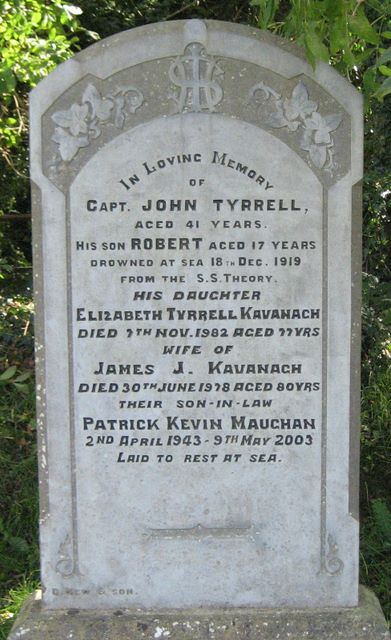 IHS
In Loving Memory
OF
Capt. JOHN TYRRELL,
AGED 41 YEARS.
His son ROBERT AGED 17 YEARS
DROWNED AT SEA 18TH DEC. 1919
FROM THE S.S. THEORY.
HIS DAUGHTER
Elizabeth Tyrrell Kavanagh
Died 7th Nov. 1982 AGED 77 YRS
WIFE OF
James J. Kavanagh
Died 30th June 1978 AGED 80 YRS
THEIR SON-IN-LAW
Patrick Kevin Maughan
2nd April 1943 - 9th May 2003
Laid to rest at sea.
& SON.